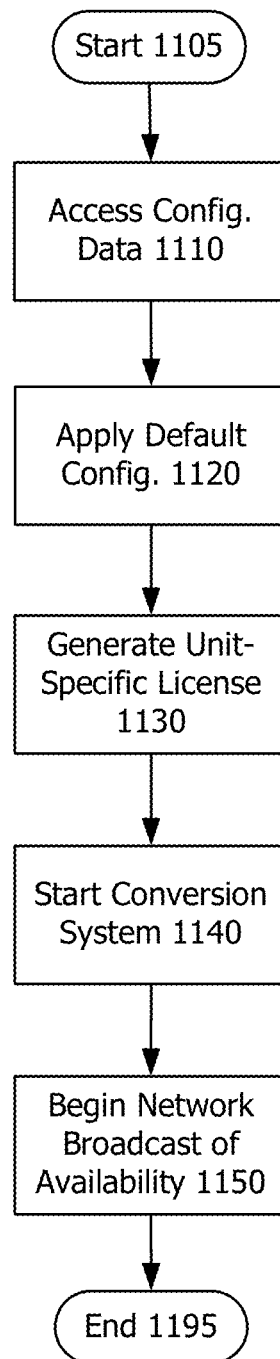 Start 1105
Access Config.
Data 1110
Apply Default
Config. 1120
Generate Unit-
Specific License
1130
Start Conversion
System 1140
Begin Network
Broadcast of
Availability 1150
End 1195